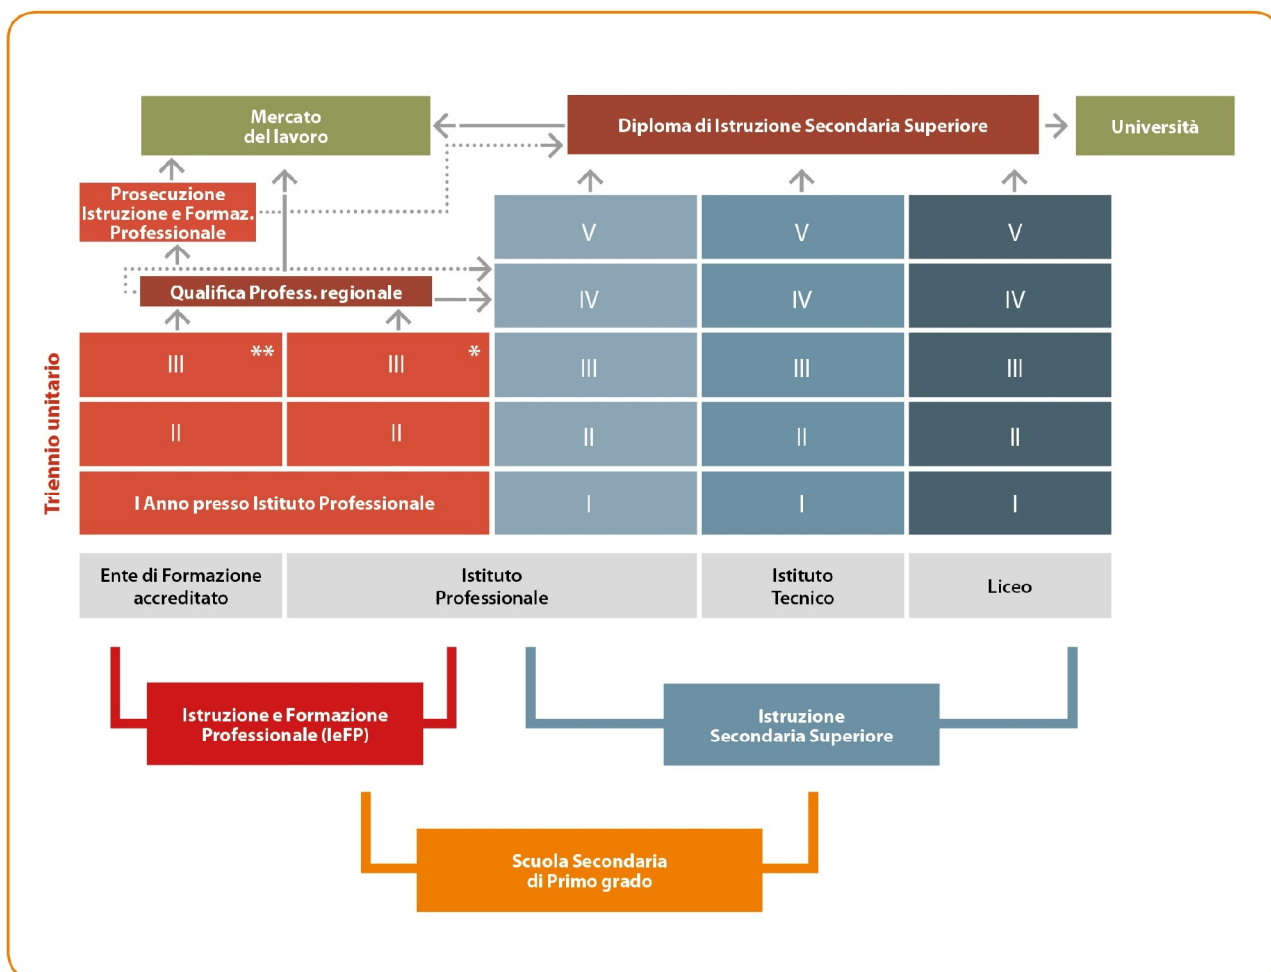 Mercato
del lavoro
Diploma di Istruzione Secondaria Superiore
Università
Prosecuzione
Istruzione e Formaz.
Professionale
Qualifica Profess. regionale
V
V
V
IV
IV
IV
Triennio unitario
III **
III *
III
III
III
II
II
II
II
II
I Anno presso Istituto Professionale
I
I
I
Ente di Formazione
accreditato
Istituto
Professionale
Istituto
Tecnico
Liceo
Istruzione e Formazione
Professionale (IeFP)
Istruzione
Secondaria Superiore
Scuola Secondaria
di Primo grado